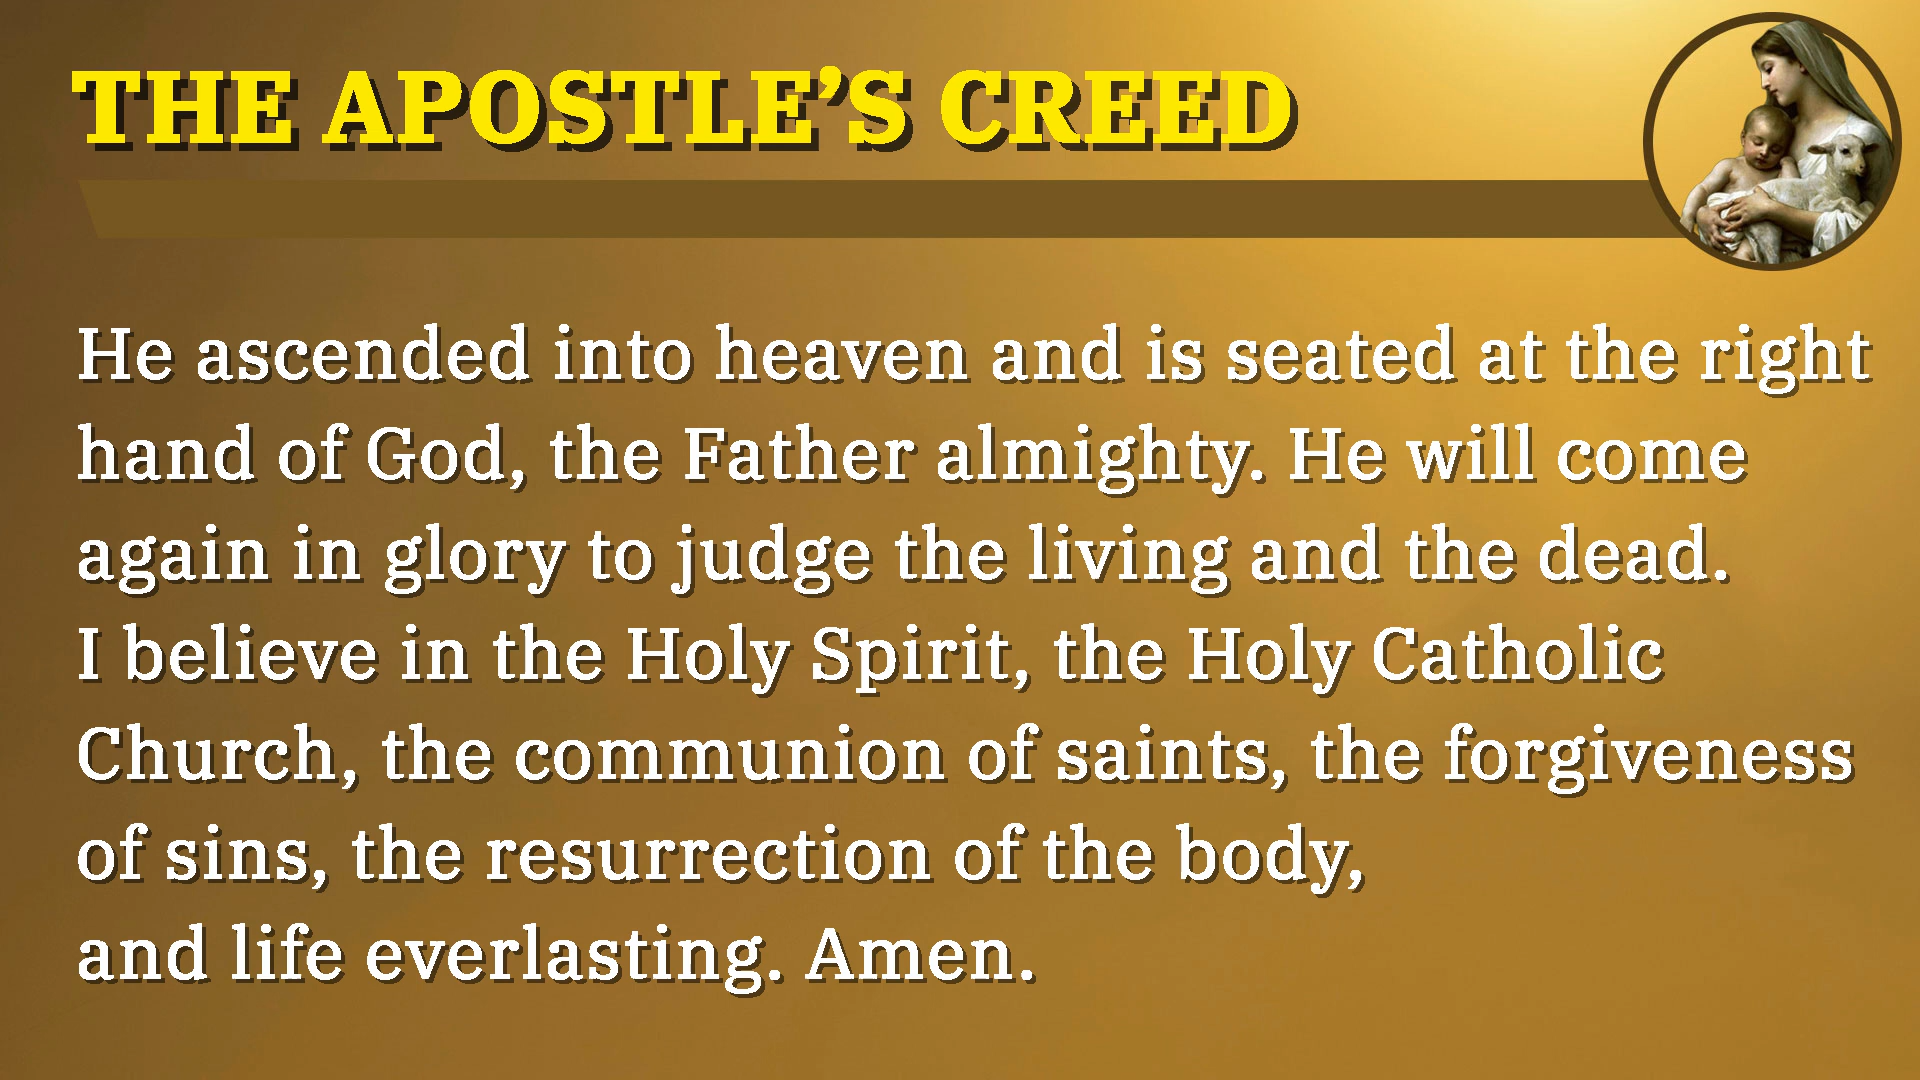 THE APOSTLE’S CREED
He ascended into heaven and is seated at the right
hand of God, the Father almighty. He will come
again in glory to judge the living and the dead.
I believe in the Holy Spirit, the Holy Catholic
Church, the communion of saints, the forgiveness
of sins, the resurrection of the body,
and life everlasting. Amen.